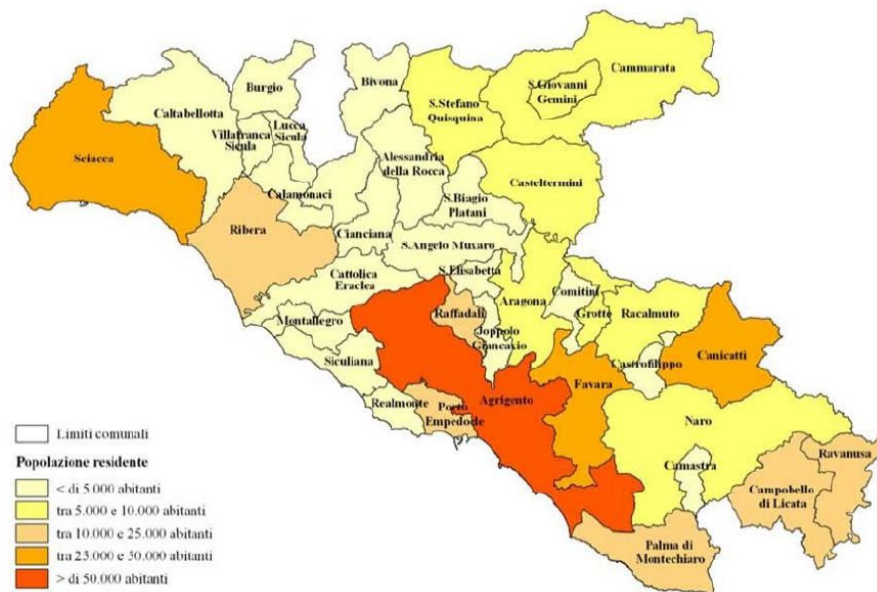 Burgio
Bivona
Cammarata
S.Giovanni
Gemini
S.Stefano
Quisquina
Caltabellotta
Villafranca
Sicula
Lucca
Sicula
Sciacca
Alessandria
della Rocca
Casteltermini
Calamonaci
S.Biagio
Platani
Ribera
Cianciana
S.Angelo Muxaro
Cattolica
Eraclea
S.Elisabetta
Aragona
Comitini
Montallegro
Raffadali
Grotte
Racalmuto
Joppolo
Giancaxio
Siculiana
Castrofilippo
Canicattì
Favara
Realmonte
Porto
Empedocle
Agrigento
Naro
Camastra
Ravanusa
Campobello
di Licata
Palma di
Montechiaro
Limiti comunali
Popolazione residente
< di 5.000 abitanti
tra 5.000 e 10.000 abitanti
tra 10.000 e 25.000 abitanti
tra 25.000 e 50.000 abitanti
> di 50.000 abitanti